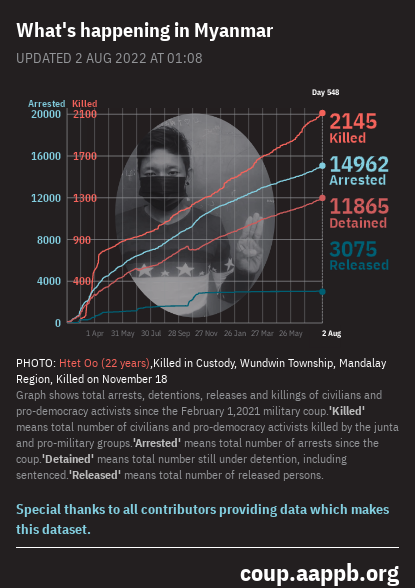 What's happening in Myanmar
UPDATED 2 AUG 2022 AT 01:08
Day 548
Arrested Killed
20000 2100
16000 1700
12000 1300
8000 900
4000 400
0
2145
Killed
14962
Arrested
11865
Detained
3075
Released
1 Apr 31 May 30 Jul 28 Sep 27 Nov 26 Jan 27 Mar 26 May 2 Aug
PHOTO: Htet Oo (22 years),Killed in Custody, Wundwin Township, Mandalay
Region, Killed on November 18
Graph shows total arrests, detentions, releases and killings of civilians and
pro-democracy activists since the February 1,2021 military coup.'Killed'
means total number of civilians and pro-democracy activists killed by the junta
and pro-military groups.'Arrested' means total number of arrests since the
coup.'Detained' means total number still under detention, including
sentenced.'Released' means total number of released persons.
Special thanks to all contributors providing data which makes
this dataset.
coup.aappb.org